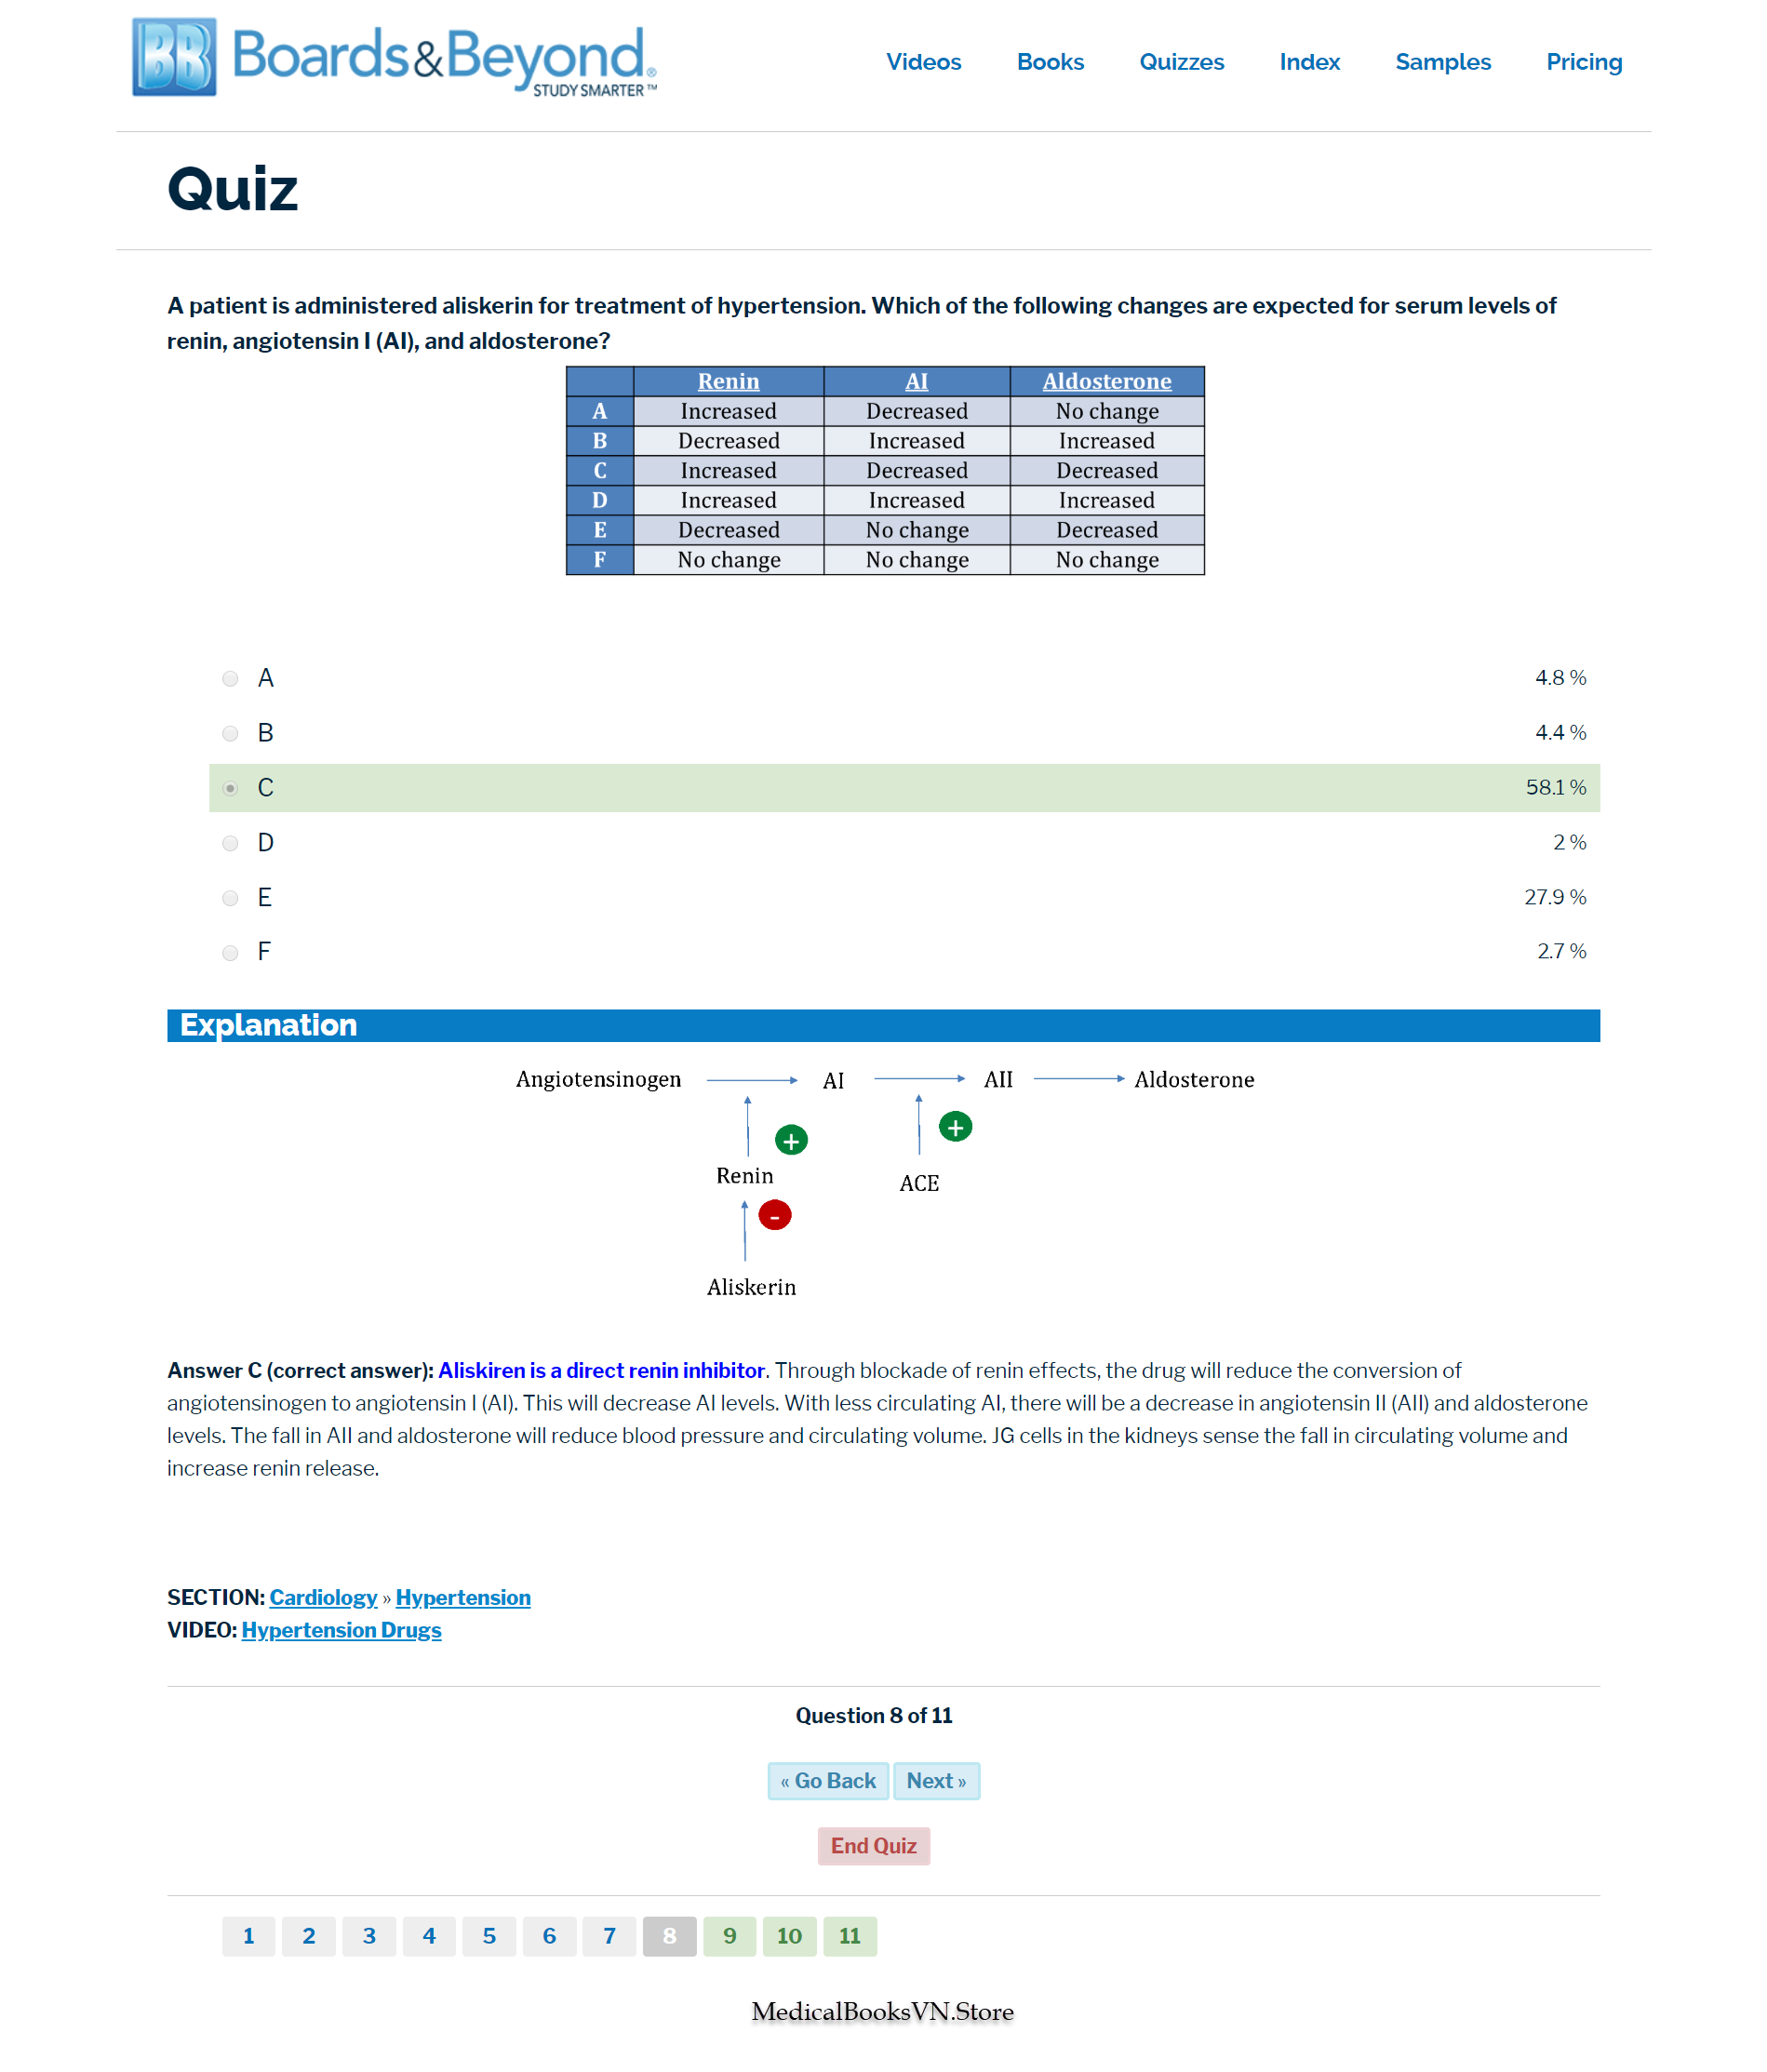 BB Boards&Beyond® STUDY SMARTER™
Videos Books Quizzes Index Samples Pricing
Quiz
A patient is administered aliskerin for treatment of hypertension. Which of the following changes are expected for serum levels of
renin, angiotensin I (AI), and aldosterone?
Renin AI Aldosterone
A Increased Decreased No change
B Decreased Increased Increased
C Increased Decreased Decreased
D Increased Increased Increased
E Decreased No change Decreased
F No change No change No change
A 4.8 %
B 4.4 %
C 58.1 %
D 2 %
E 27.9 %
F 2.7 %
Explanation
Angiotensinogen AI AII Aldosterone
+ +
Renin ACE
-
Aliskerin
Answer C (correct answer): Aliskiren is a direct renin inhibitor. Through blockade of renin effects, the drug will reduce the conversion of
angiotensinogen to angiotensin I (AI). This will decrease AI levels. With less circulating AI, there will be a decrease in angiotensin II (AII) and aldosterone
levels. The fall in AII and aldosterone will reduce blood pressure and circulating volume. JG cells in the kidneys sense the fall in circulating volume and
increase renin release.
SECTION: Cardiology » Hypertension
VIDEO: Hypertension Drugs
Question 8 of 11
« Go Back Next »
End Quiz
1 2 3 4 5 6 7 8 9 10 11
MedicalBooksVN.Store